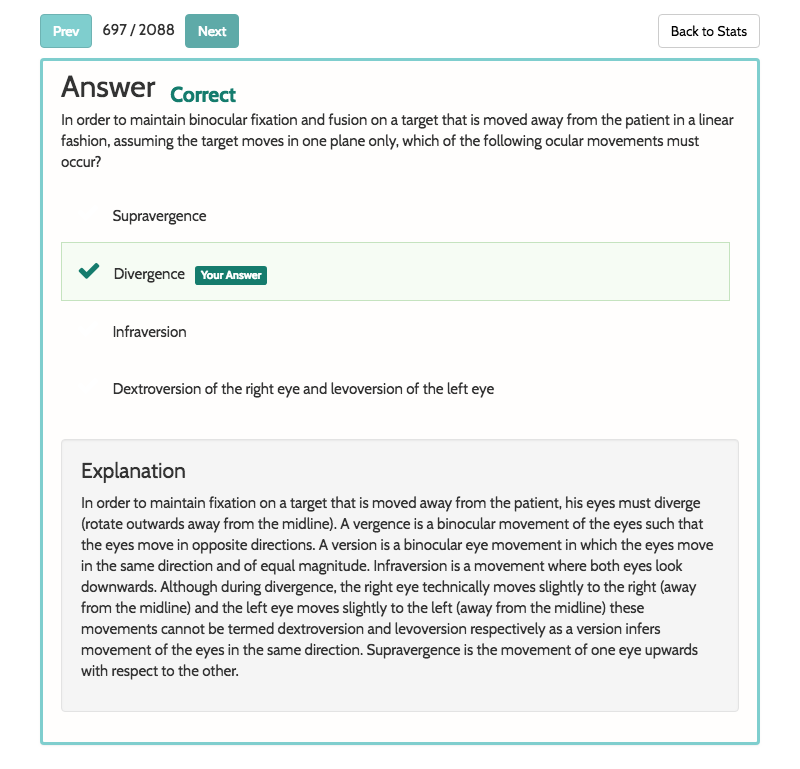 Prev 697 / 2088 Next Back to Stats
Answer Correct
In order to maintain binocular fixation and fusion on a target that is moved away from the patient in a linear
fashion, assuming the target moves in one plane only, which of the following ocular movements must
occur?
Supravergence
Divergence Your Answer
Infraversion
Dextroversion of the right eye and levoversion of the left eye
Explanation
In order to maintain fixation on a target that is moved away from the patient, his eyes must diverge
(rotate outwards away from the midline). A vergence is a binocular movement of the eyes such that
the eyes move in opposite directions. A version is a binocular eye movement in which the eyes move
in the same direction and of equal magnitude. Infraversion is a movement where both eyes look
downwards. Although during divergence, the right eye technically moves slightly to the right (away
from the midline) and the left eye moves slightly to the left (away from the midline) these
movements cannot be termed dextroversion and levoversion respectively as a version infers
movement of the eyes in the same direction. Supravergence is the movement of one eye upwards
with respect to the other.